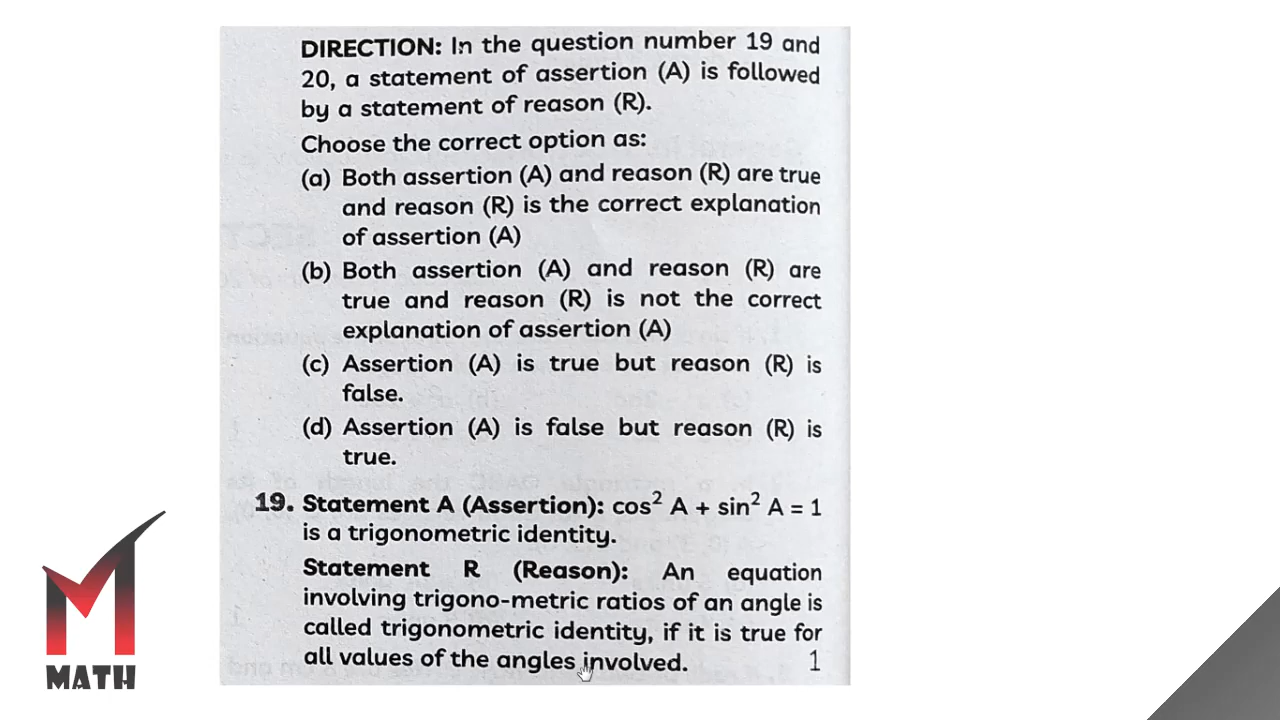 DIRECTION: In the question number 19 and
20, a statement of assertion (A) is followed
by a statement of reason (R).
Choose the correct option as:
(a) Both assertion (A) and reason (R) are true
and reason (R) is the correct explanation
of assertion (A)
(b) Both assertion (A) and reason (R) are
true and reason (R) is not the correct
explanation of assertion (A)
(c) Assertion (A) is true but reason (R) is
false.
(d) Assertion (A) is false but reason (R) is
true.
19. Statement A (Assertion): cos² A + sin² A = 1
is a trigonometric identity.
Statement R (Reason): An equation
involving trigono-metric ratios of an angle is
called trigonometric identity, if it is true for
all values of the angles involved. 1
MATH